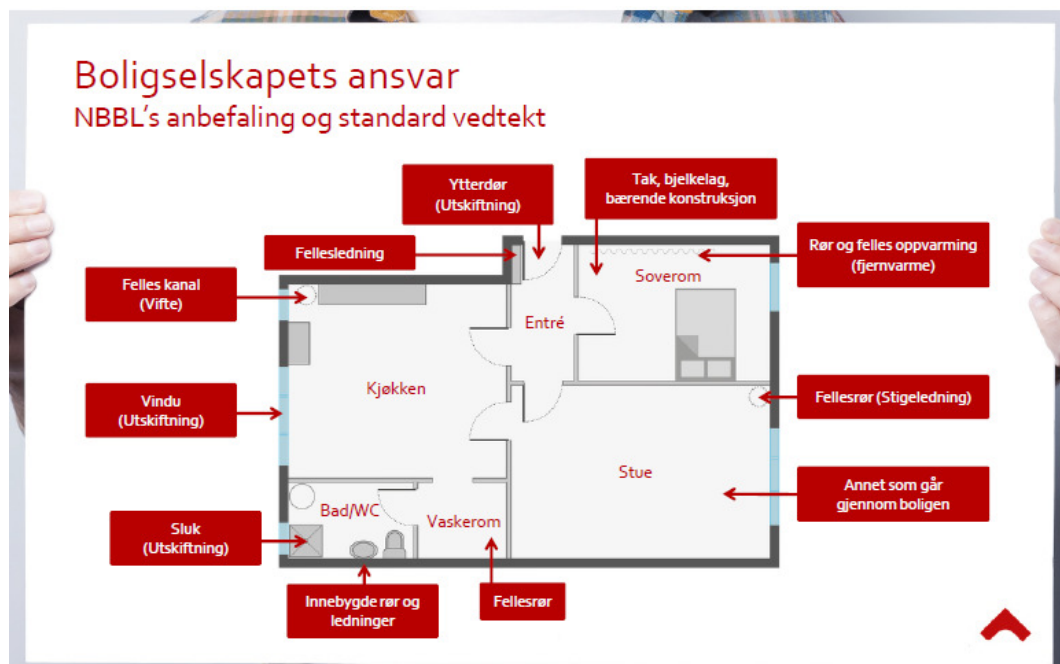 Boligselskapets ansvar
NBBL's anbefaling og standard vedtekt
Ytterdør
(Utskiftning)
Tak, bjelkelag,
bærende konstruksjon
Fellesledning
Rør og felles oppvarming
(fjernvarme)
Felles kanal
(Vifte)
Soverom
Entré
Kjøkken
Vindu
(Utskiftning)
Fellesrør (Stigeledning)
Stue
Annet som går
gjennom boligen
Bad/WC
Vaskerom
Sluk
(Utskiftning)
Innebygde rør og
ledninger
Fellesrør